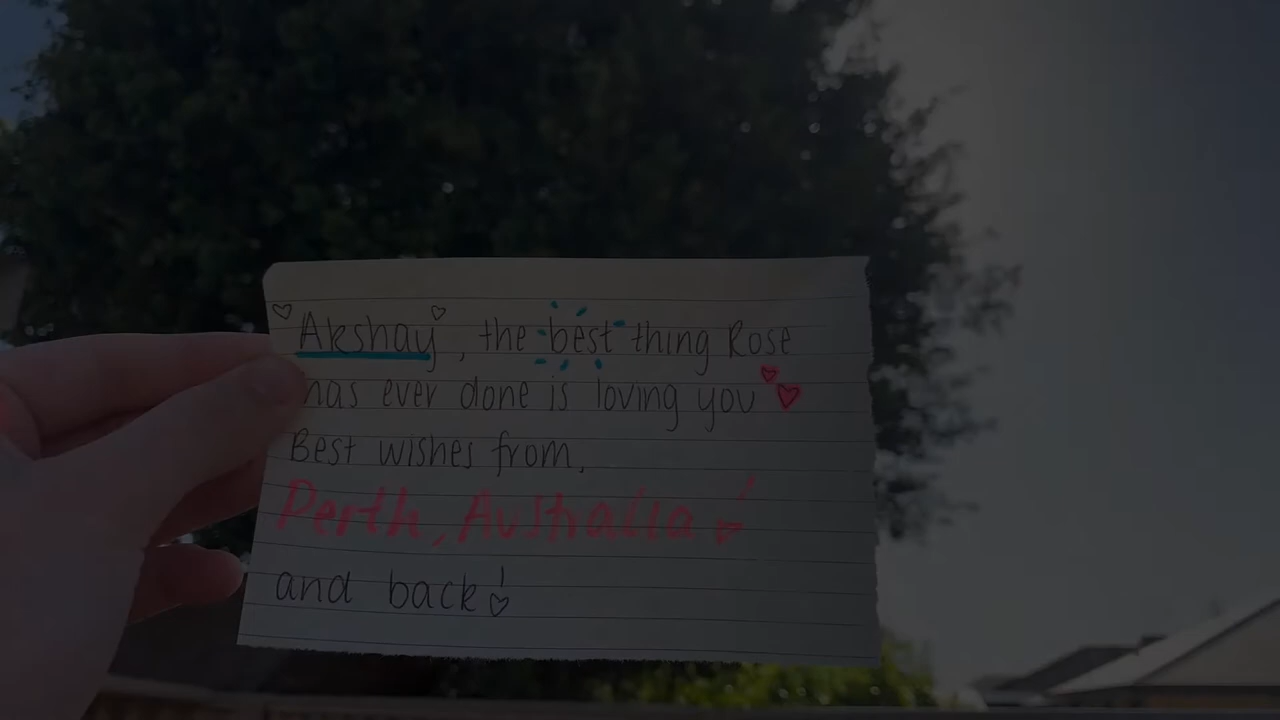 Akshay, the best thing Rose
has ever done is loving you
Best wishes from,
Perth, Australia!
and back!